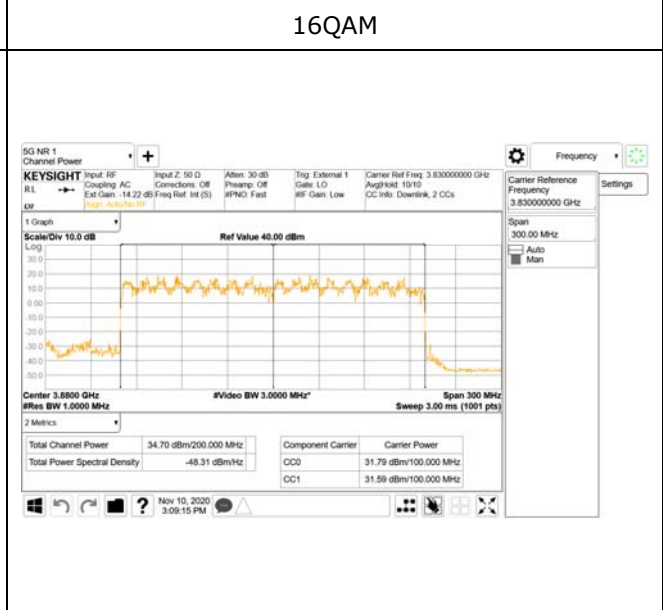 16QAM
5G NR 1
Channel Power
Frequency
KEYSIGHT
Input: RF
Coupling: AC
Ext Gain: -14.22 dB
Align: Auto/No RF
Input Z: 50 Ω
Corrections: Off
Freq Ref: Int (S)
Atten: 30 dB
Preamp: Off
#PNO: Fast
Trig: External 1
Gate: LO
#IF Gain: Low
Carrier Ref Freq: 3.830000000 GHz
Avg|Hold: 10/10
CC Info: Downlink, 2 CCs
RL
Carrier Reference
Frequency
3.830000000 GHz
Settings
Span
300.00 MHz
Auto
Man
1 Graph
Scale/Div 10.0 dB
Ref Value 40.00 dBm
Log
30.0
20.0
10.0
0.00
-10.0
-20.0
-30.0
-40.0
-50.0
Center 3.8800 GHz
#Video BW 3.0000 MHz*
Span 300 MHz
#Res BW 1.0000 MHz
Sweep 3.00 ms (1001 pts)
2 Metrics
Total Channel Power 34.70 dBm/200.000 MHz
Total Power Spectral Density -48.31 dBm/Hz
Component Carrier Carrier Power
CC0 31.79 dBm/100.000 MHz
CC1 31.59 dBm/100.000 MHz
?
Nov 10, 2020
3:09:15 PM